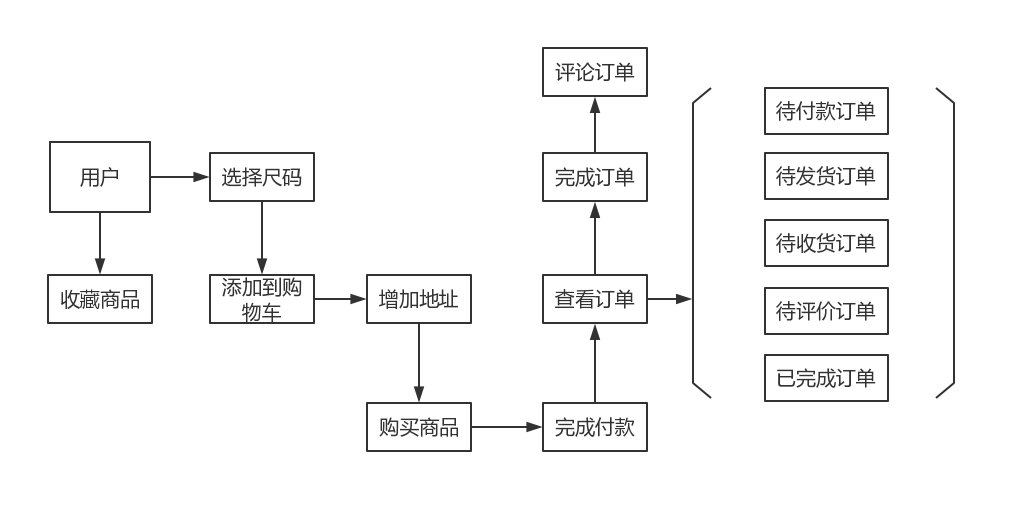 用户
收藏商品
选择尺码
添加到购
物车
增加地址
购买商品
完成付款
查看订单
完成订单
评论订单
待付款订单
待发货订单
待收货订单
待评价订单
已完成订单